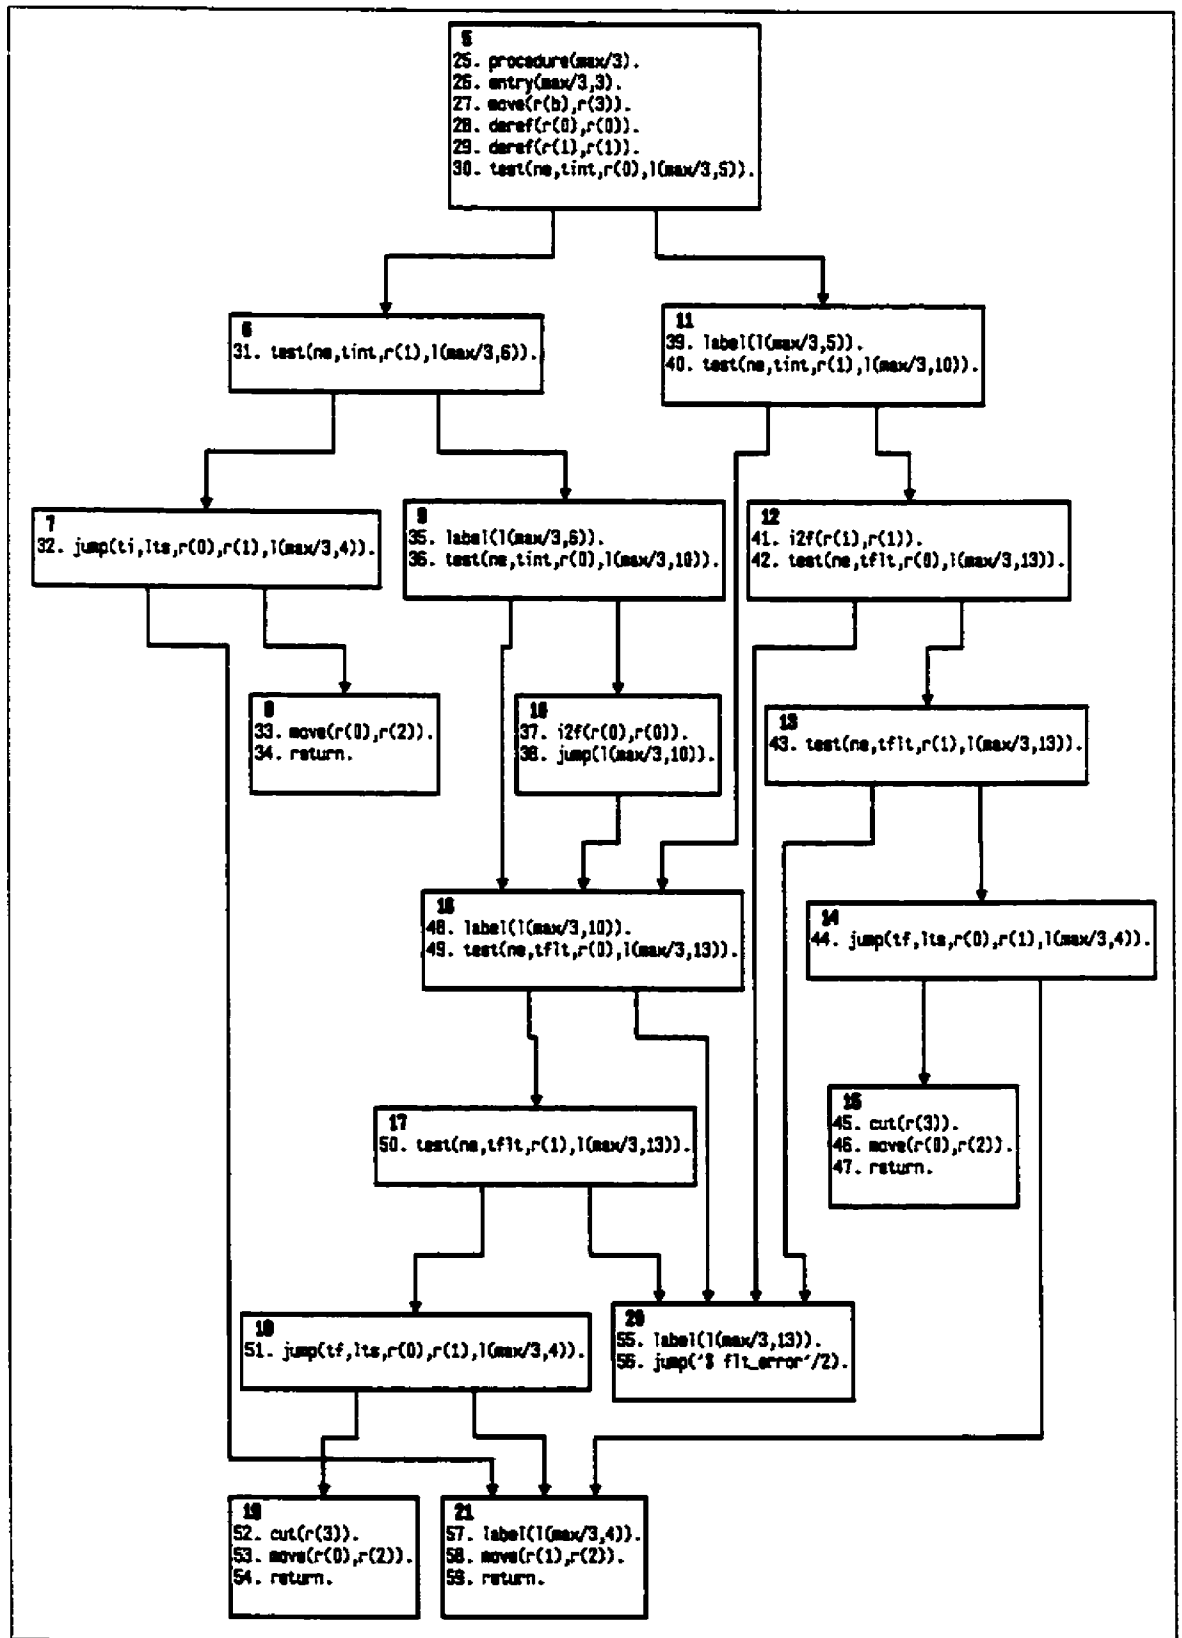 5
25. procedure(max/3).
26. entry(max/3,3).
27. move(r(b),r(3)).
28. deref(r(0),r(0)).
29. deref(r(1),r(1)).
30. test(ne,tint,r(0),l(max/3,5)).
6
31. test(ne,tint,r(1),l(max/3,6)).
11
39. label(l(max/3,5)).
40. test(ne,tint,r(1),l(max/3,10)).
7
32. jump(ti,lts,r(0),r(1),l(max/3,4)).
9
35. label(l(max/3,6)).
36. test(ne,tint,r(0),l(max/3,10)).
12
41. i2f(r(1),r(1)).
42. test(ne,tflt,r(0),l(max/3,13)).
8
33. move(r(0),r(2)).
34. return.
10
37. i2f(r(0),r(0)).
38. jump(l(max/3,10)).
13
43. test(ne,tflt,r(1),l(max/3,13)).
16
48. label(l(max/3,10)).
49. test(ne,tflt,r(0),l(max/3,13)).
14
44. jump(tf,lts,r(0),r(1),l(max/3,4)).
15
45. cut(r(3)).
46. move(r(0),r(2)).
47. return.
17
50. test(ne,tflt,r(1),l(max/3,13)).
18
51. jump(tf,lts,r(0),r(1),l(max/3,4)).
20
55. label(l(max/3,13)).
56. jump('$ flt_error'/2).
19
52. cut(r(3)).
53. move(r(0),r(2)).
54. return.
21
57. label(l(max/3,4)).
58. move(r(1),r(2)).
59. return.